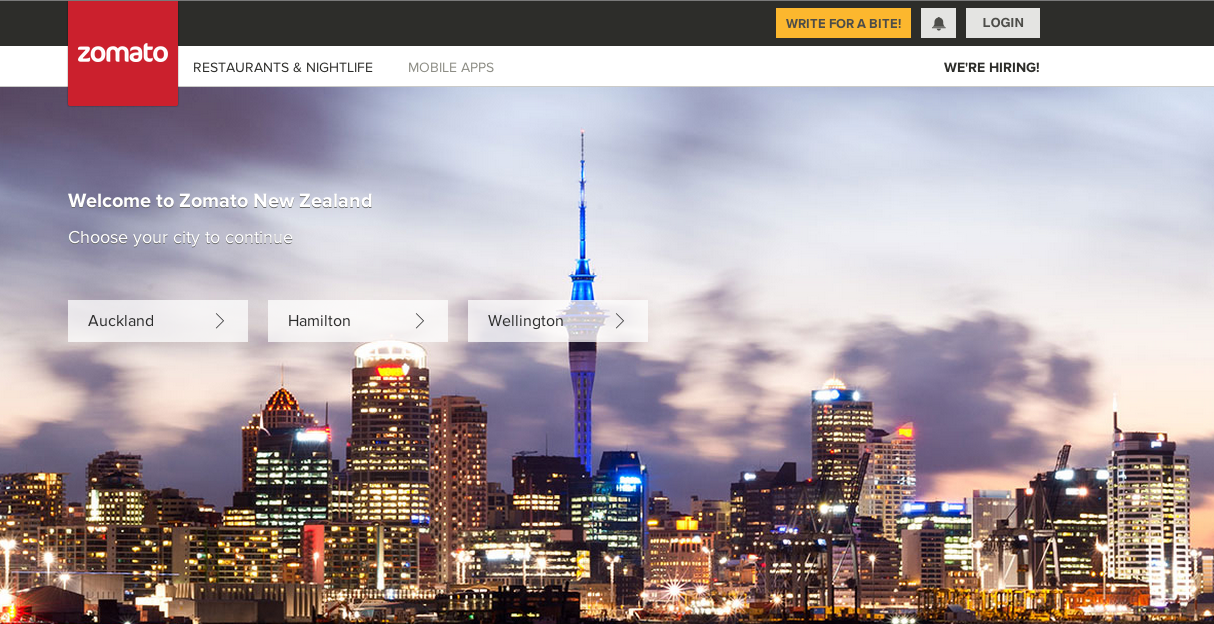 WRITE FOR A BITE!
LOGIN
zomato
RESTAURANTS & NIGHTLIFE
MOBILE APPS
WE'RE HIRING!
Welcome to Zomato New Zealand
Choose your city to continue
Auckland
Hamilton
Wellington